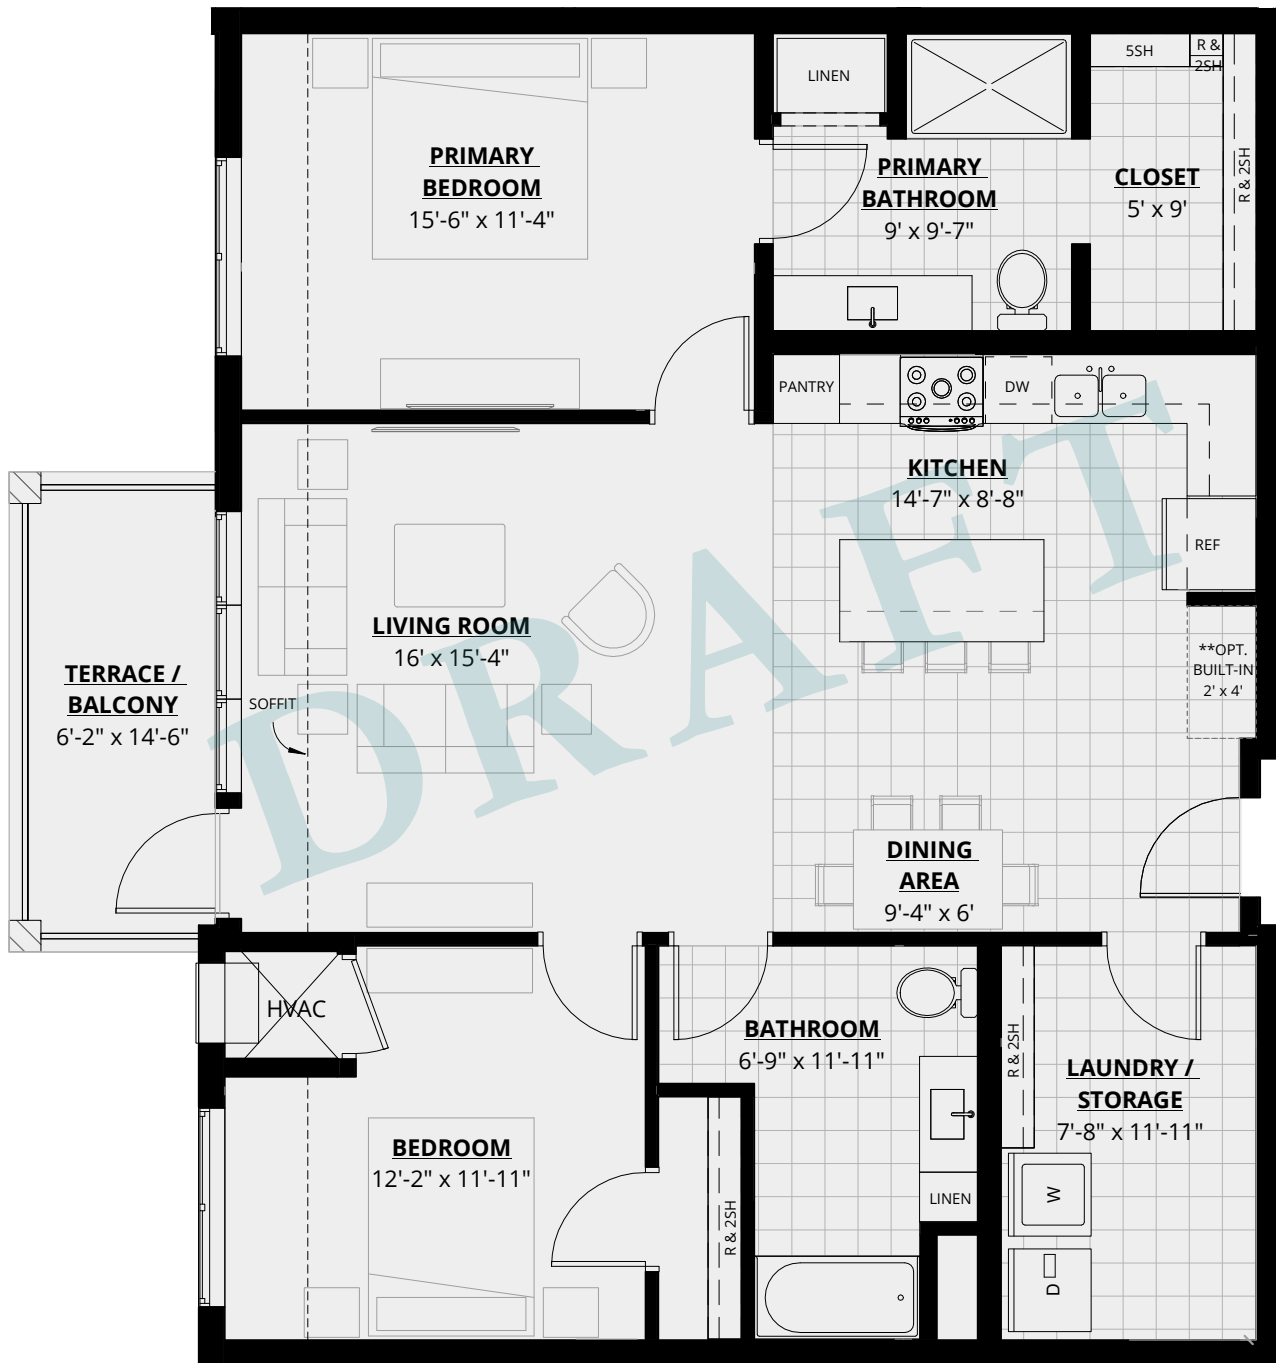 LINEN
5SH
R &
2SH
R & 2SH
PRIMARY
BEDROOM
15'-6" x 11'-4"
PRIMARY
BATHROOM
9' x 9'-7"
CLOSET
5' x 9'
PANTRY
DW
KITCHEN
14'-7" x 8'-8"
REF
LIVING ROOM
16' x 15'-4"
**OPT.
BUILT-IN
2' x 4'
TERRACE /
BALCONY
6'-2" x 14'-6"
SOFFIT
DRAFT
DINING
AREA
9'-4" x 6'
HVAC
BATHROOM
6'-9" x 11'-11"
R & 2SH
LAUNDRY /
STORAGE
7'-8" x 11'-11"
BEDROOM
12'-2" x 11'-11"
R & 2SH
LINEN
W
D